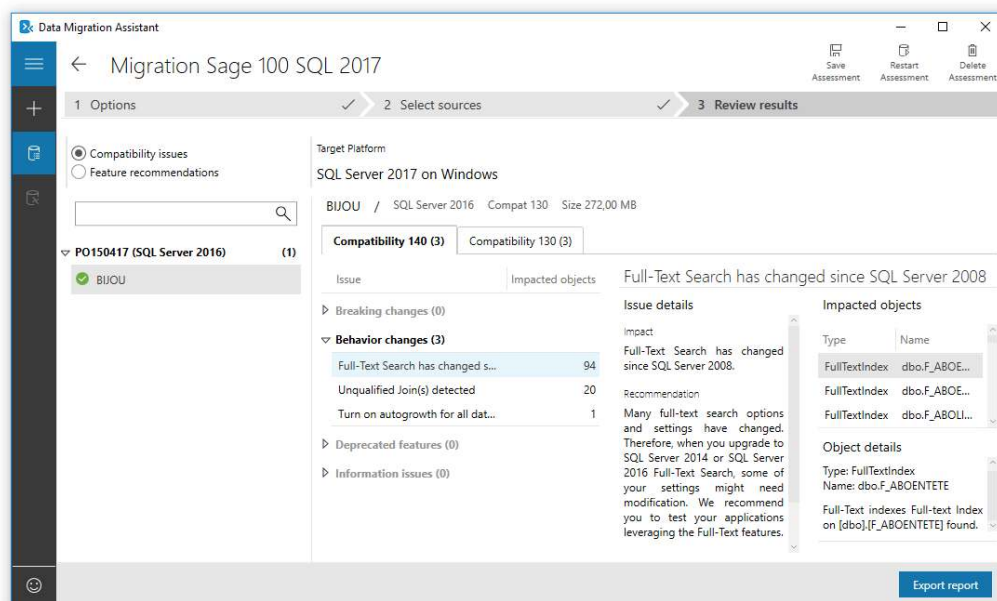 Data Migration Assistant
Migration Sage 100 SQL 2017
Save Assessment
Restart Assessment
Delete Assessment
1 Options
2 Select sources
3 Review results
Compatibility issues
Feature recommendations
PO150417 (SQL Server 2016) (1)
BIJOU
Target Platform
SQL Server 2017 on Windows
BIJOU / SQL Server 2016 Compat 130 Size 272,00 MB
Compatibility 140 (3) Compatibility 130 (3)
Issue Impacted objects
Breaking changes (0)
Behavior changes (3)
Full-Text Search has changed s... 94
Unqualified Join(s) detected 20
Turn on autogrowth for all dat... 1
Deprecated features (0)
Information issues (0)
Full-Text Search has changed since SQL Server 2008
Issue details
Impact
Full-Text Search has changed
since SQL Server 2008.
Recommendation
Many full-text search options
and settings have changed.
Therefore, when you upgrade to
SQL Server 2014 or SQL Server
2016 Full-Text Search, some of
your settings might need
modification. We recommend
you to test your applications
leveraging the Full-Text features.
Impacted objects
Type Name
FullTextIndex dbo.F_ABOE...
FullTextIndex dbo.F_ABOE...
FullTextIndex dbo.F_ABOLI...
Object details
Type: FullTextIndex
Name: dbo.F_ABOENTETE
Full-Text indexes Full-text Index
on [dbo].[F_ABOENTETE] found.
Export report